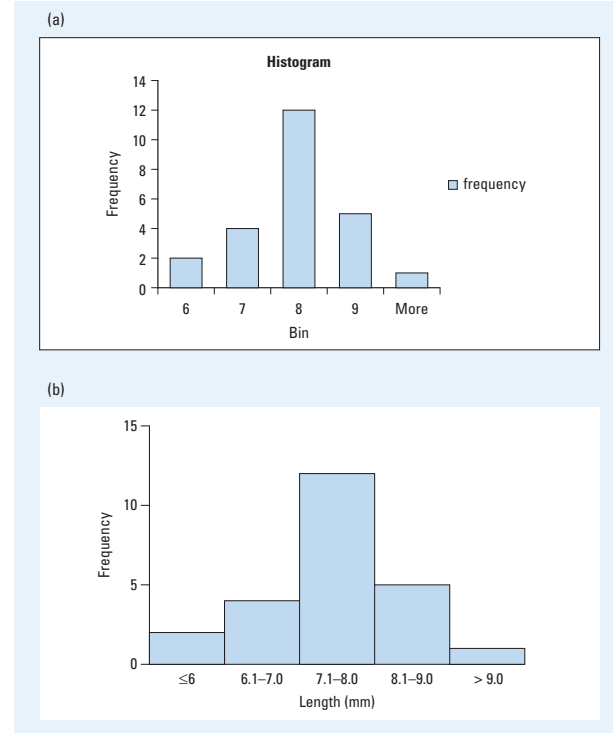 (a)
Histogram
14
12
10
8
6
4
2
0
Frequency
frequency
6 7 8 9 More
Bin
(b)
15
10
5
0
Frequency
≤6 6.1–7.0 7.1–8.0 8.1–9.0 > 9.0
Length (mm)